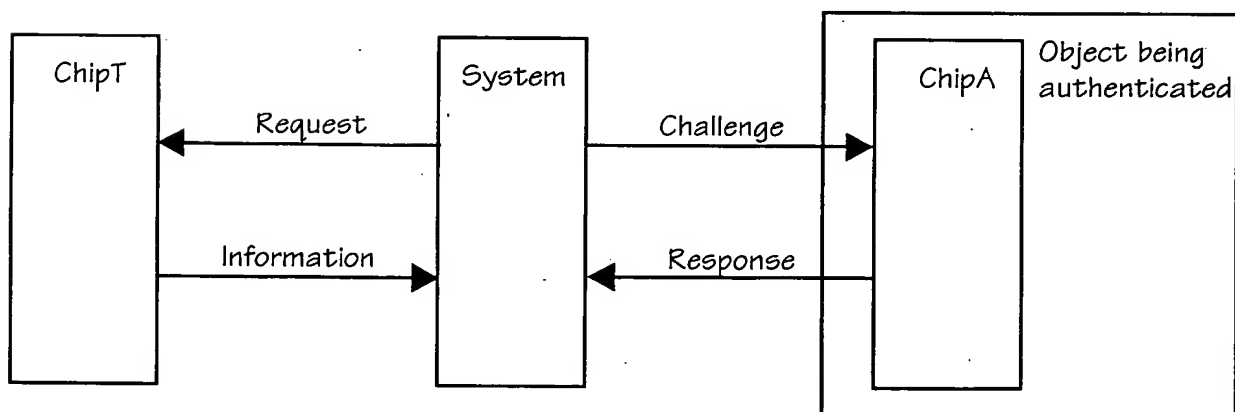 ChipT
System
ChipA
Object being
authenticated
Request
Challenge
Information
Response